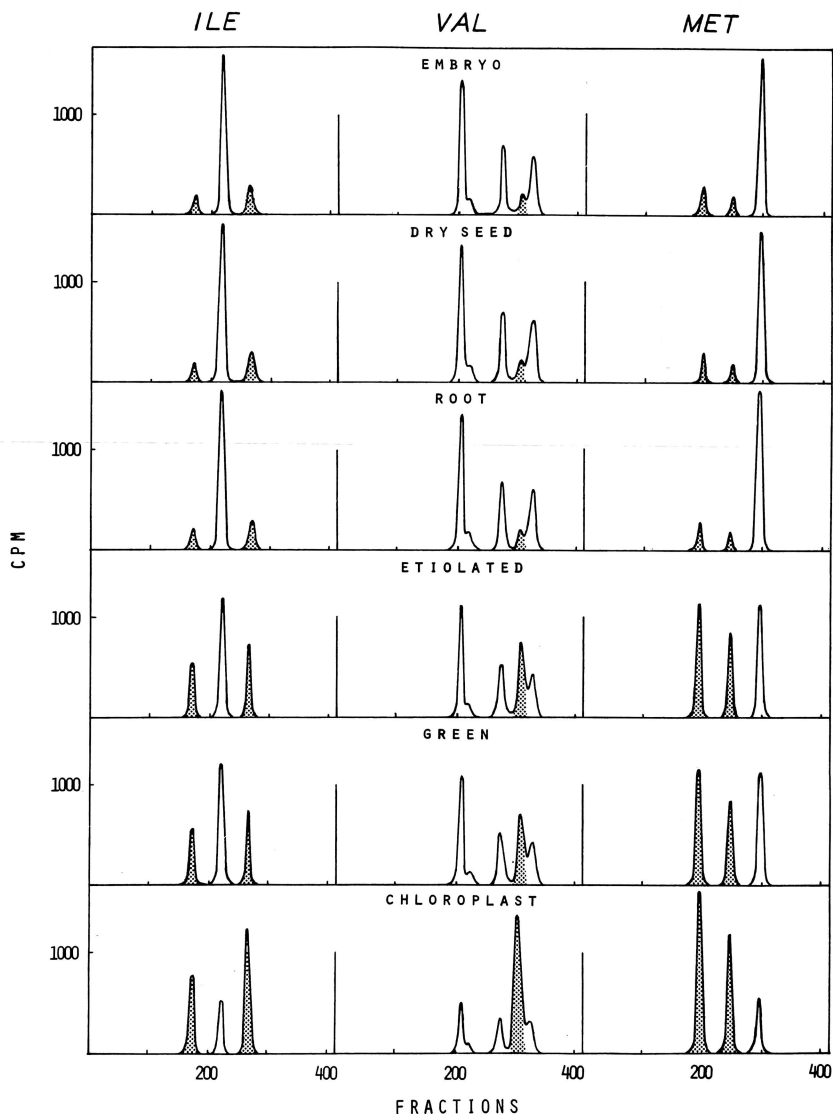 ILE VAL MET
EMBRYO
1000
DRY SEED
1000
ROOT
1000
CPM
ETIOLATED
1000
GREEN
1000
CHLOROPLAST
1000
200 400 200 400 200 400
FRACTIONS